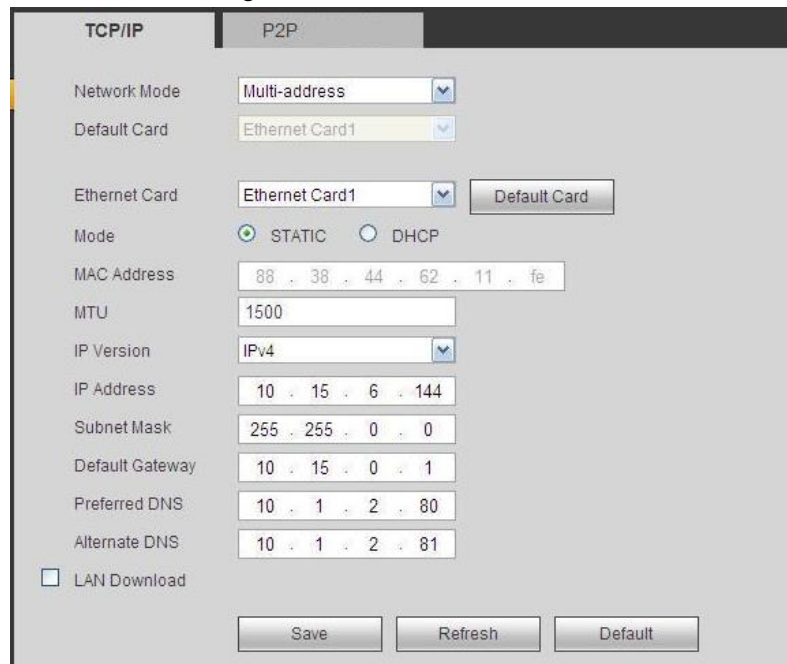 TCP/IP P2P
Network Mode Multi-address
Default Card Ethernet Card1
Ethernet Card Ethernet Card1 Default Card
Mode STATIC DHCP
MAC Address 88 . 38 . 44 . 62 . 11 . fe
MTU 1500
IP Version IPv4
IP Address 10 . 15 . 6 . 144
Subnet Mask 255 . 255 . 0 . 0
Default Gateway 10 . 15 . 0 . 1
Preferred DNS 10 . 1 . 2 . 80
Alternate DNS 10 . 1 . 2 . 81
LAN Download
Save Refresh Default